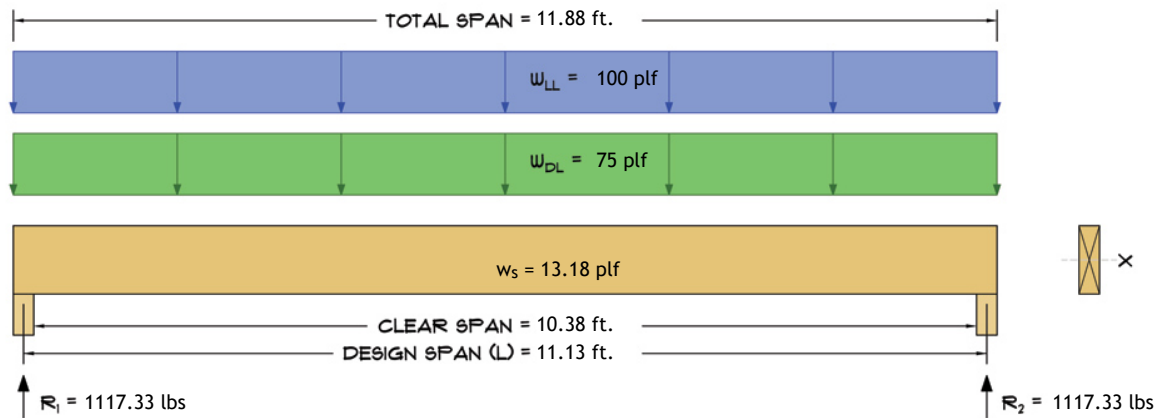 TOTAL SPAN = 11.88 ft.
WLL = 100 plf
WDL = 75 plf
ws = 13.18 plf
X
CLEAR SPAN = 10.38 ft.
DESIGN SPAN (L) = 11.13 ft.
R1 = 1117.33 lbs
R2 = 1117.33 lbs